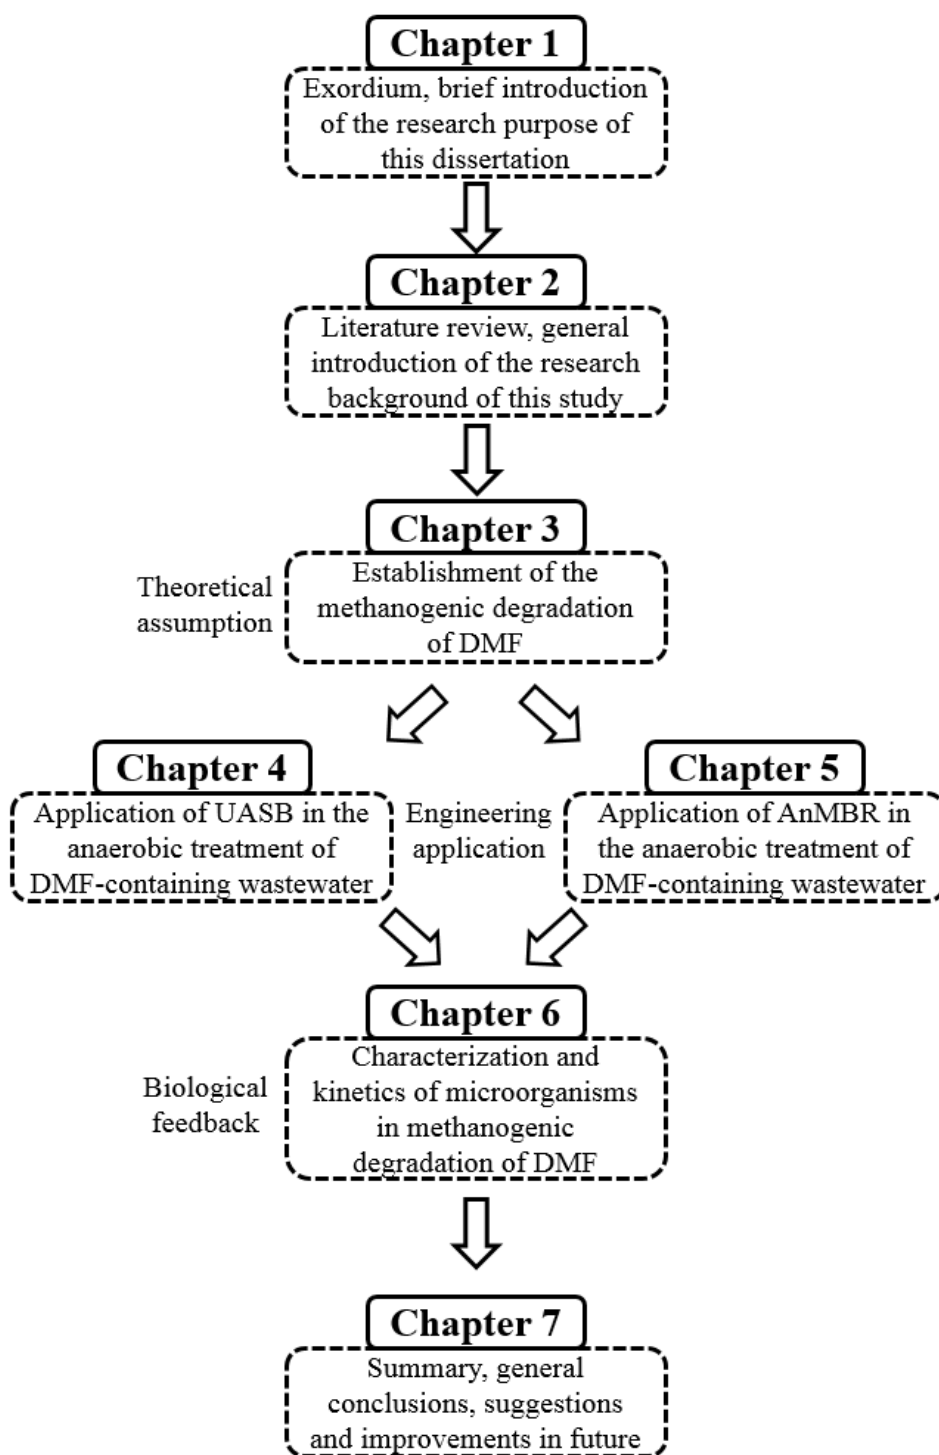 Chapter 1
Exordium, brief introduction
of the research purpose of
this dissertation
Chapter 2
Literature review, general
introduction of the research
background of this study
Chapter 3
Theoretical
assumption
Establishment of the
methanogenic degradation
of DMF
Chapter 4
Application of UASB in the
anaerobic treatment of
DMF-containing wastewater
Engineering
application
Chapter 5
Application of AnMBR in
the anaerobic treatment of
DMF-containing wastewater
Chapter 6
Biological
feedback
Characterization and
kinetics of microorganisms
in methanogenic
degradation of DMF
Chapter 7
Summary, general
conclusions, suggestions
and improvements in future